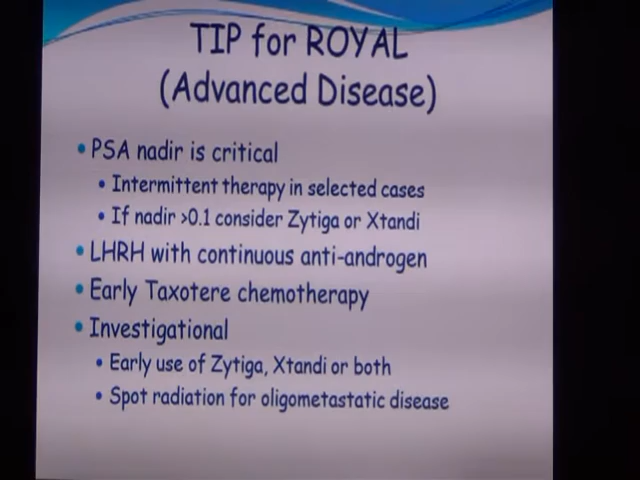 TIP for ROYAL
(Advanced Disease)
• PSA nadir is critical
• Intermittent therapy in selected cases
• If nadir >0.1 consider Zytiga or Xtandi
• LHRH with continuous anti-androgen
• Early Taxotere chemotherapy
• Investigational
• Early use of Zytiga, Xtandi or both
• Spot radiation for oligometastatic disease